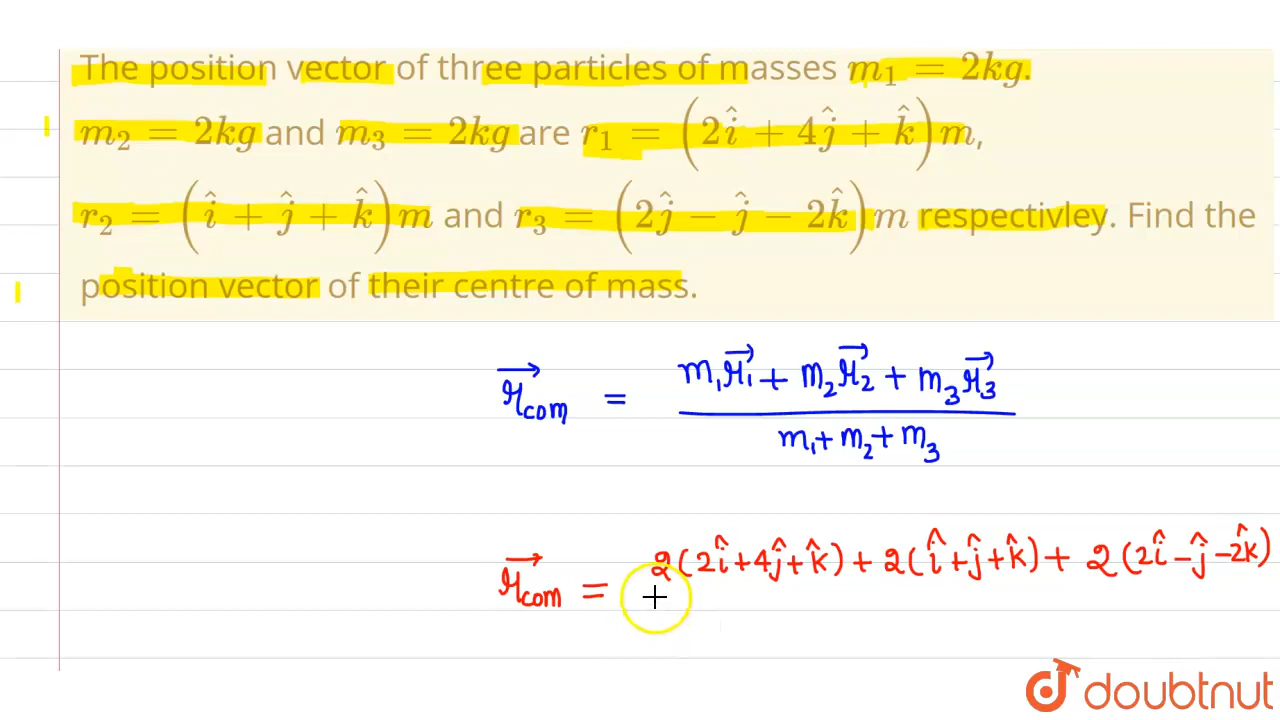 The position vector of three particles of masses m₁ = 2kg.
m₂ = 2kg and m₃ = 2kg are r₁ = (2î + 4ĵ + k̂)m,
r₂ = (î + ĵ + k̂)m and r₃ = (2ĵ − ĵ − 2k̂)m respectivley. Find the
position vector of their centre of mass.
r⃗com = (m₁r⃗₁ + m₂r⃗₂ + m₃r⃗₃) / (m₁ + m₂ + m₃)
r⃗com = 2(2î + 4ĵ + k̂) + 2(î + ĵ + k̂) + 2(2î − ĵ − 2k̂)
doubtnut